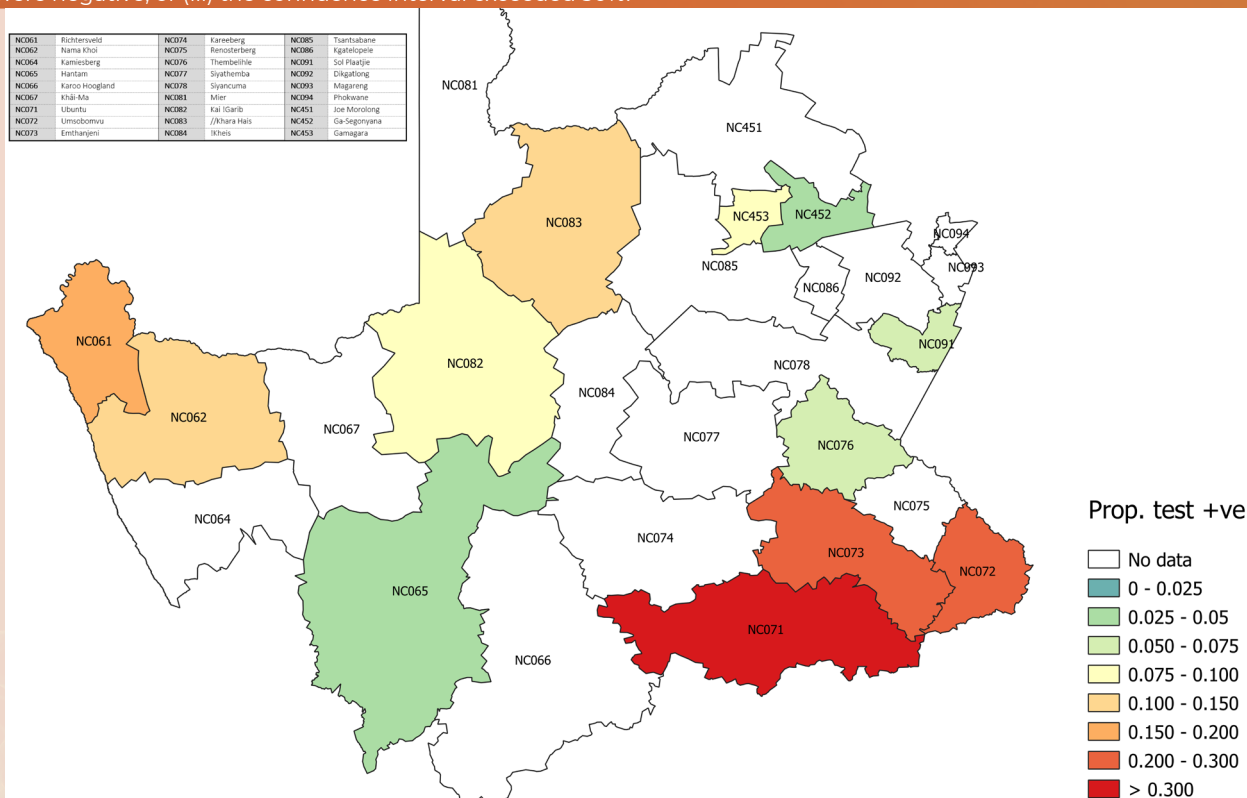 NC061 Richtersveld NC074 Kareeberg NC085 Tsantsabane
NC062 Nama Khoi NC075 Renosterberg NC086 Kgatelopele
NC064 Kamiesberg NC076 Thembelihle NC091 Sol Plaatjie
NC065 Hantam NC077 Siyathemba NC092 Dikgatlong
NC066 Karoo Hoogland NC078 Siyancuma NC093 Magareng
NC067 Khâi-Ma NC081 Mier NC094 Phokwane
NC071 Ubuntu NC082 Kai !Garib NC451 Joe Morolong
NC072 Umsobomvu NC083 //Khara Hais NC452 Ga-Segonyana
NC073 Emthanjeni NC084 !Kheis NC453 Gamagara
NC081
NC451
NC083
NC453
NC452
NC094
NC085
NC086
NC092
NC093
NC061
NC091
NC082
NC078
NC062
NC067
NC084
NC077
NC076
NC064
NC075
NC074
NC073
NC072
NC065
NC071
NC066
Prop. test +ve
No data
0 - 0.025
0.025 - 0.05
0.050 - 0.075
0.075 - 0.100
0.100 - 0.150
0.150 - 0.200
0.200 - 0.300
> 0.300